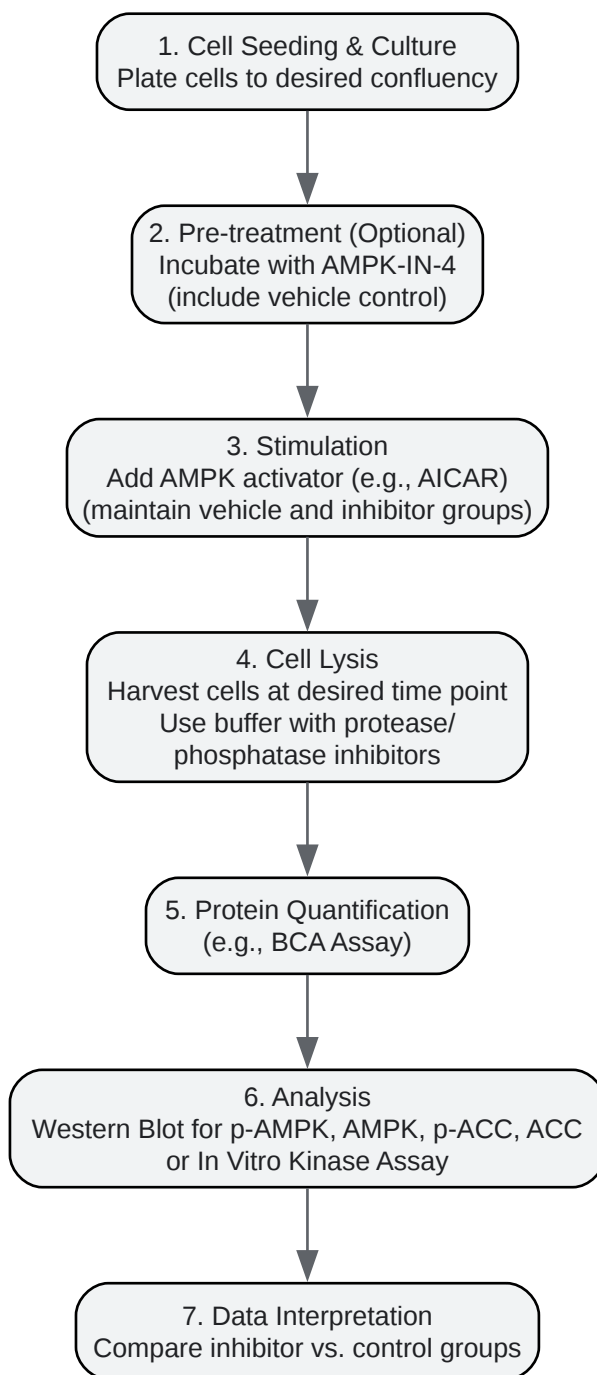 1. Cell Seeding & Culture
Plate cells to desired confluency
2. Pre-treatment (Optional)
Incubate with AMPK-IN-4
(include vehicle control)
3. Stimulation
Add AMPK activator (e.g., AICAR)
(maintain vehicle and inhibitor groups)
4. Cell Lysis
Harvest cells at desired time point
Use buffer with protease/
phosphatase inhibitors
5. Protein Quantification
(e.g., BCA Assay)
6. Analysis
Western Blot for p-AMPK, AMPK, p-ACC, ACC
or In Vitro Kinase Assay
7. Data Interpretation
Compare inhibitor vs. control groups